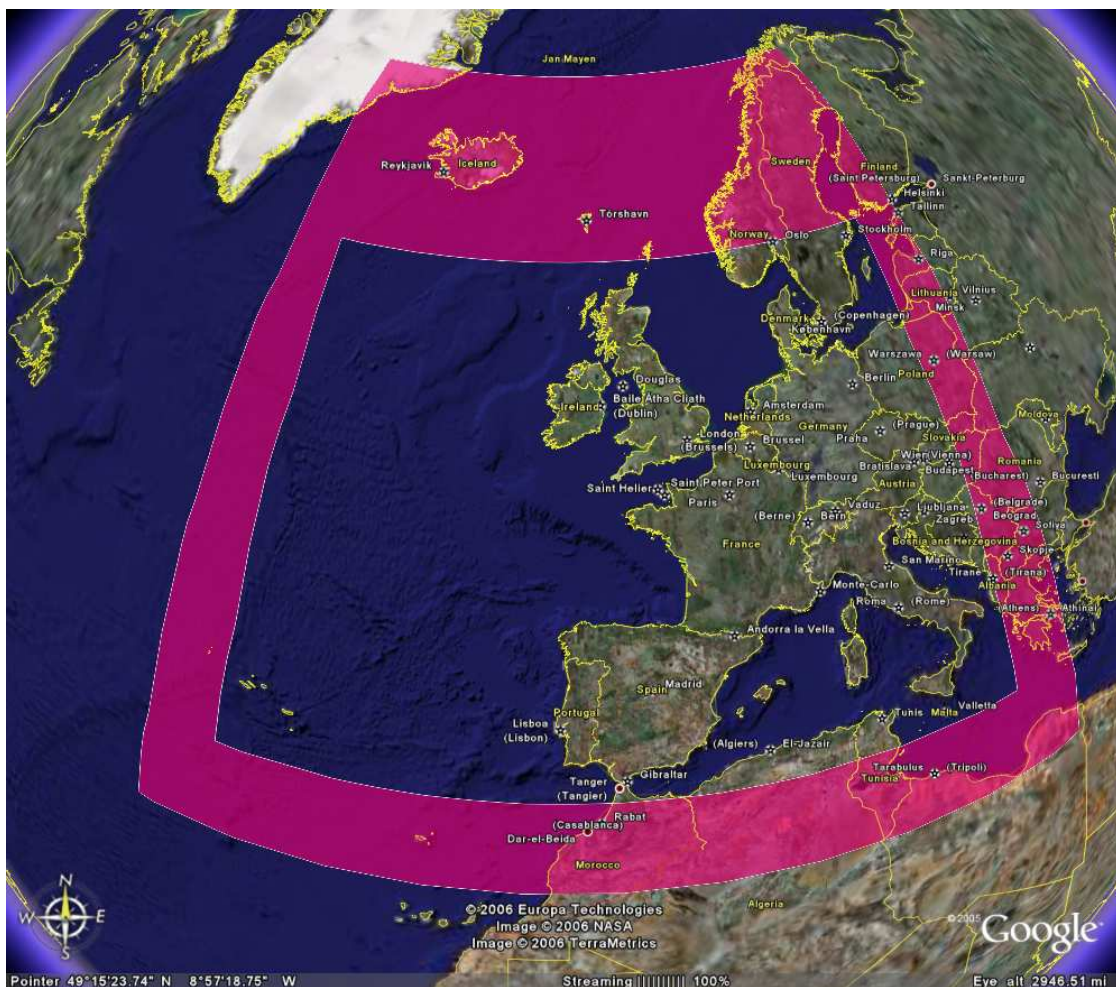 Jan Mayen
Reykjavik
Iceland
Tórshavn
Sweden
Finland
(Saint Petersburg)
Sankt-Peterburg
Helsinki
Tallinn
Norway
Oslo
Stockholm
Riga
Lithuania
Vilnius
Minsk
Denmark
(Copenhagen)
København
Warszawa
(Warsaw)
Poland
Berlin
Douglas
Baile Átha Cliath
Ireland
(Dublin)
Amsterdam
Netherlands
Germany
London
(Brussels)
Brussel
(Prague)
Praha
Slovakia
Moldova
Luxembourg
Luxembourg
Wien
(Vienna)
Bratislava
Budapest
Austria
Romania
(Bucharest)
Bucuresti
Saint Helier
Saint Peter Port
Paris
Vaduz
(Berne)
Bern
Ljubljana
Zagreb
(Belgrade)
Beograd
Sofiya
France
Bosnia and Herzegovina
San Marino
Skopje
Tirane
(Tirana)
Albania
Monte-Carlo
Roma
(Rome)
(Athens)
Athinai
Andorra la Vella
Spain
Madrid
Portugal
Lisboa
(Lisbon)
Tunis
Malta
Valletta
(Algiers)
El-Jazair
Tanger
Gibraltar
(Tangier)
Tarabulus
(Tripoli)
Tunisia
Rabat
(Casablanca)
Dar-el-Beida
Morocco
Algeria
N
W
E
S
© 2006 Europa Technologies
Image © 2006 NASA
Image © 2006 TerraMetrics
©2005
Google
Pointer 49°15'23.74" N 8°57'18.75" W
Streaming |||||||||| 100%
Eye alt 2946.51 mi